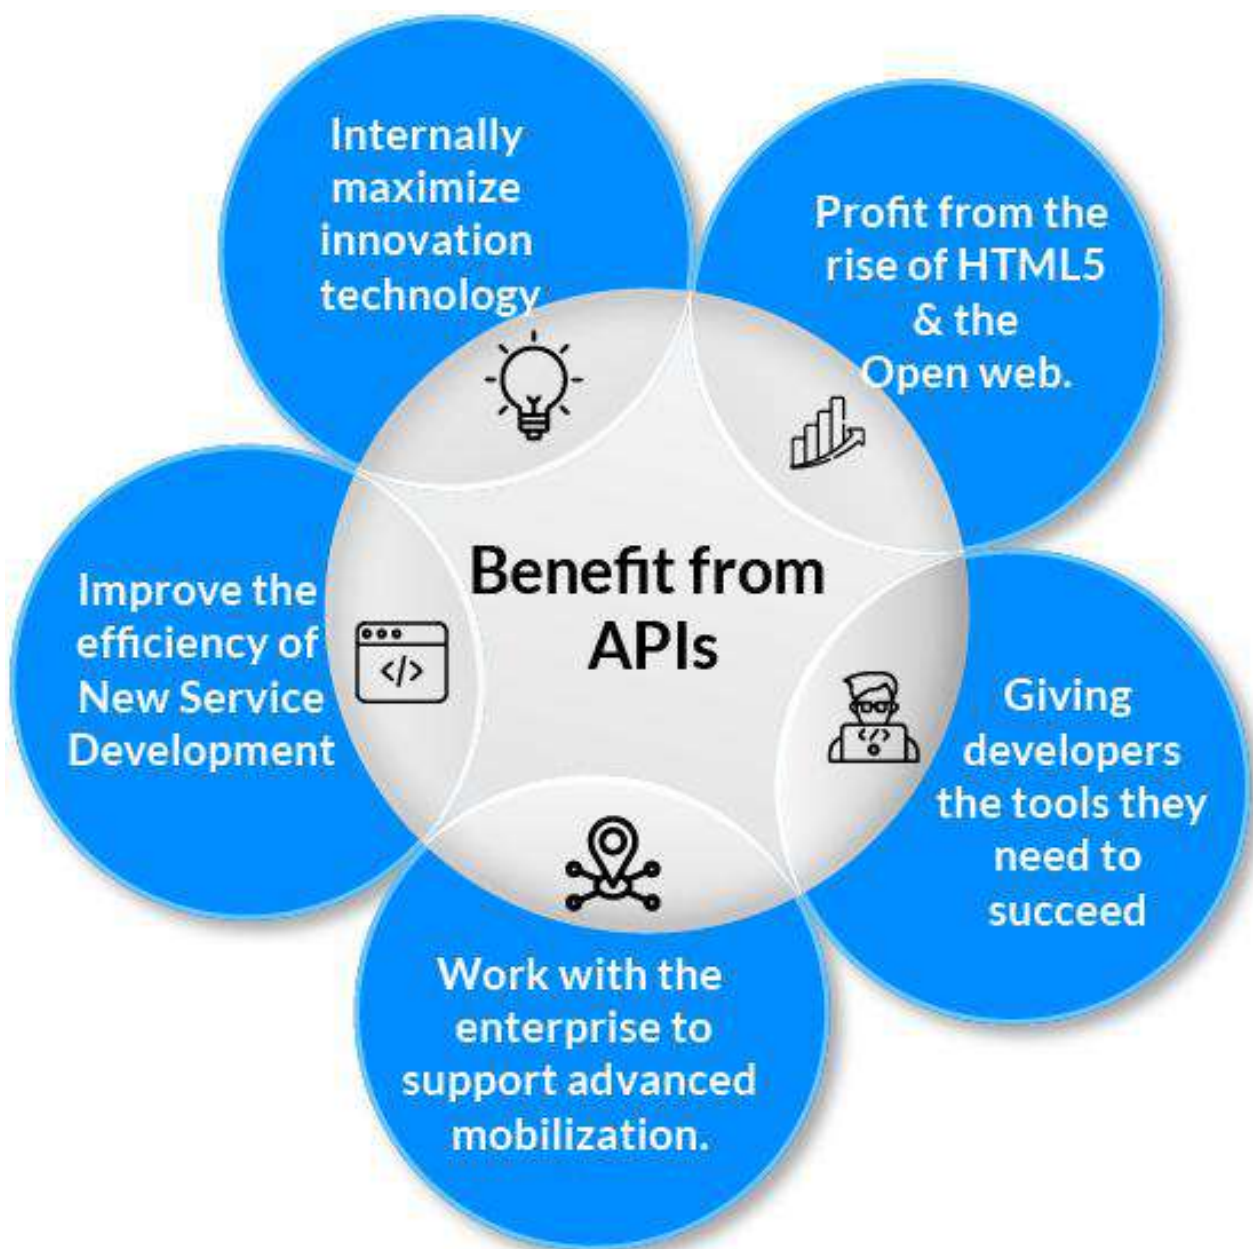 Internally
maximize
innovation
technology
Profit from the
rise of HTML5
& the
Open web.
Benefit from
APIs
Improve the
efficiency of
New Service
Development
</>
Giving
developers
the tools they
need to
succeed
</>
Work with the
enterprise to
support advanced
mobilization.